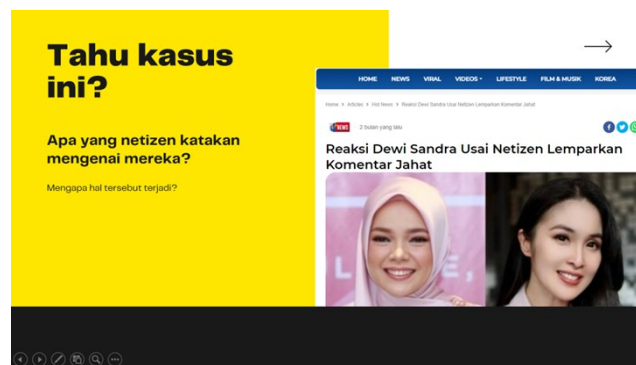 Tahu kasus
ini?
Apa yang netizen katakan
mengenai mereka?
Mengapa hal tersebut terjadi?
HOME NEWS VIRAL VIDEOS LIFESTYLE FILM & MUSIK KOREA
Home > Articles > Hot News > Reaksi Dewi Sandra Usai Netizen Lemparkan Komentar Jahat
NEWS 2 bulan yang lalu
Reaksi Dewi Sandra Usai Netizen Lemparkan
Komentar Jahat